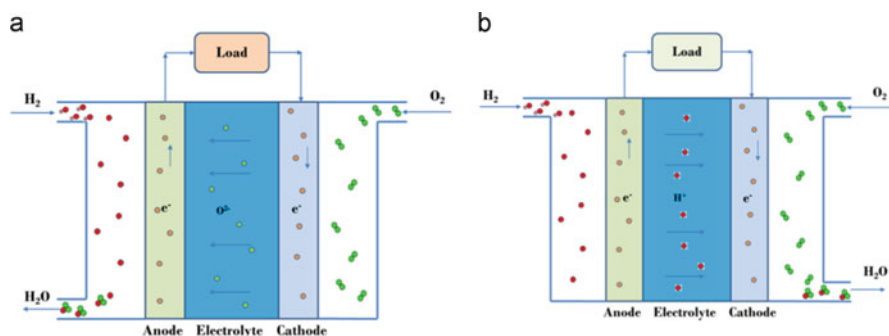 a
Load
H₂
O₂
e⁻
O²⁻
e⁻
H₂O
Anode Electrolyte Cathode
b
Load
H₂
O₂
e⁻
H⁺
e⁻
H₂O
Anode Electrolyte Cathode